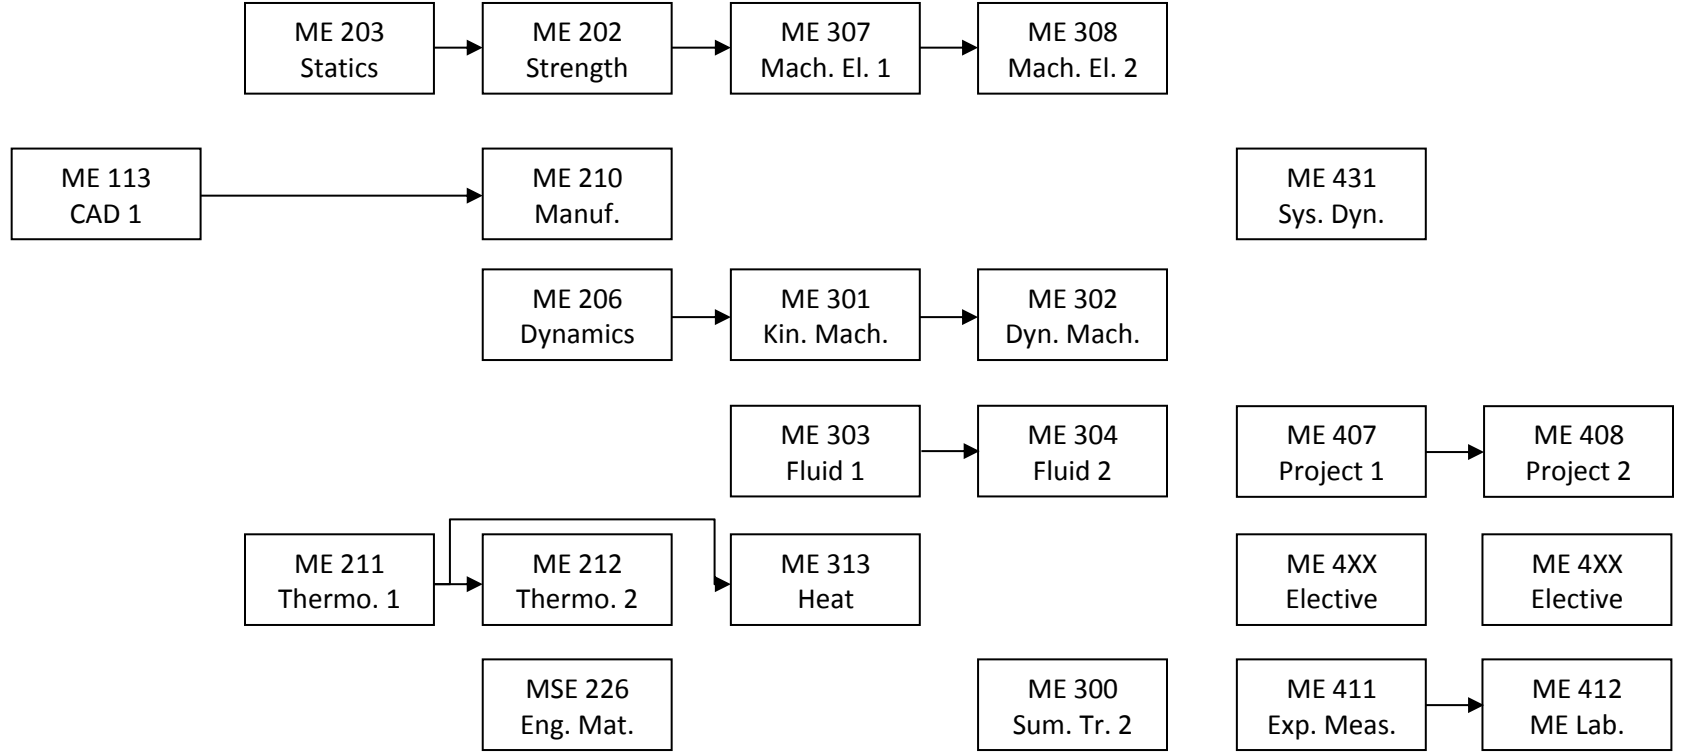 ME 203
Statics
ME 202
Strength
ME 307
Mach. El. 1
ME 308
Mach. El. 2
ME 113
CAD 1
ME 210
Manuf.
ME 431
Sys. Dyn.
ME 206
Dynamics
ME 301
Kin. Mach.
ME 302
Dyn. Mach.
ME 303
Fluid 1
ME 304
Fluid 2
ME 407
Project 1
ME 408
Project 2
ME 211
Thermo. 1
ME 212
Thermo. 2
ME 313
Heat
ME 4XX
Elective
ME 4XX
Elective
MSE 226
Eng. Mat.
ME 300
Sum. Tr. 2
ME 411
Exp. Meas.
ME 412
ME Lab.